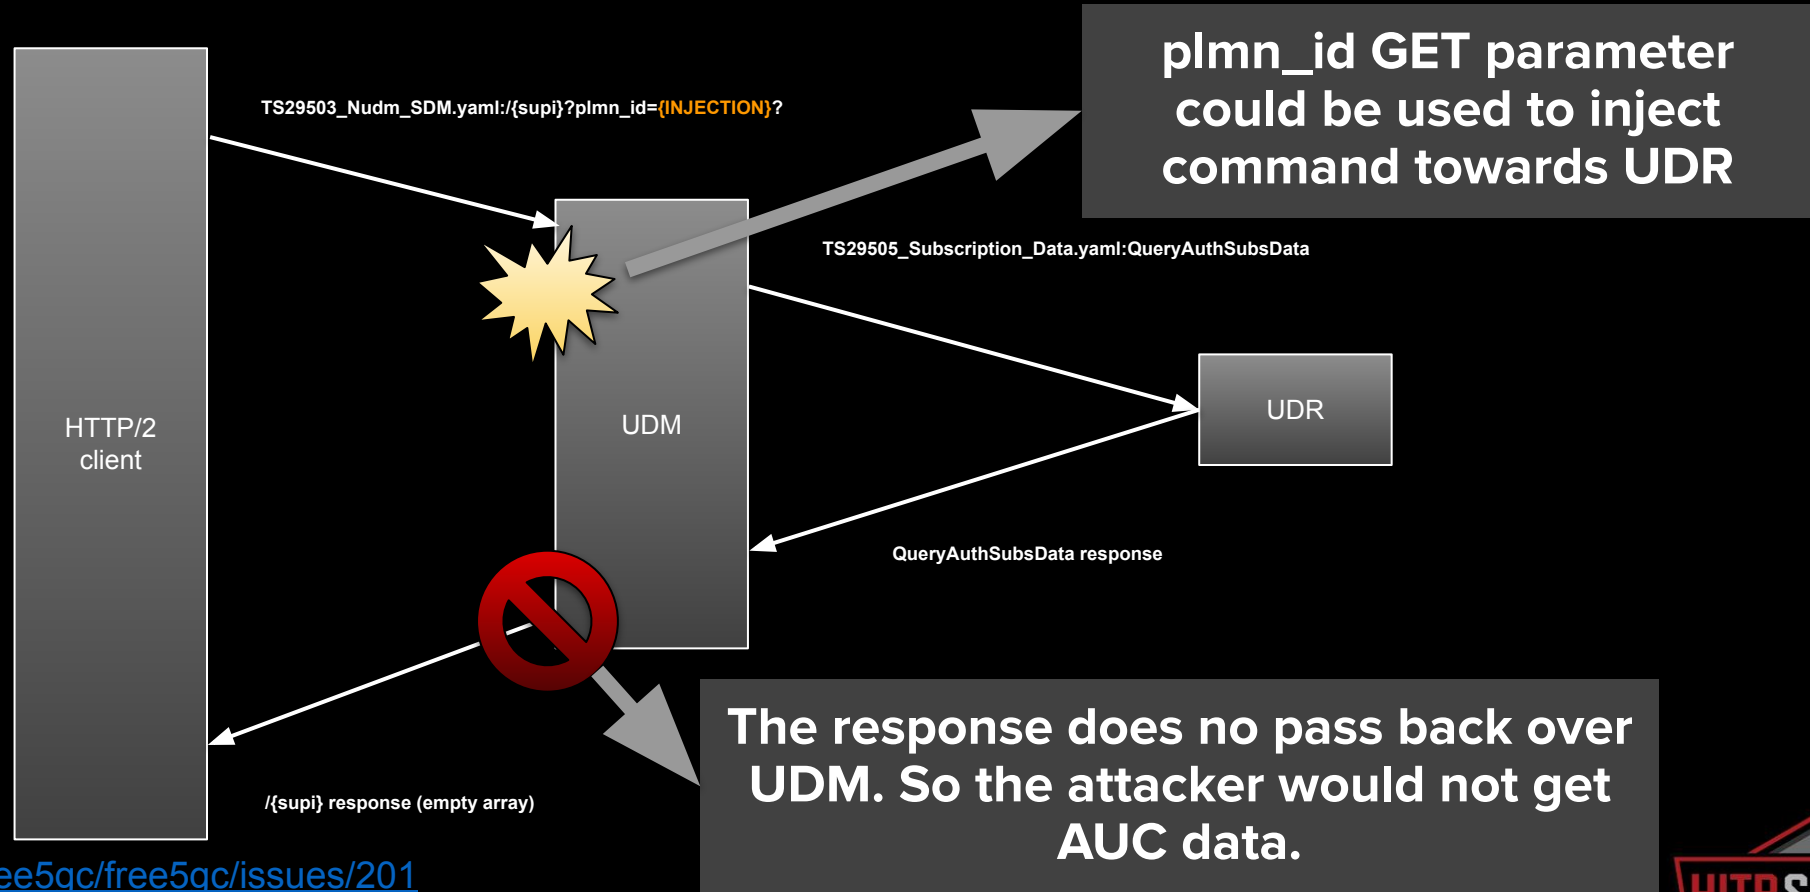 plmn_id GET parameter
could be used to inject
command towards UDR
TS29503_Nudm_SDM.yaml:/{supi}?plmn_id={INJECTION}?
TS29505_Subscription_Data.yaml:QueryAuthSubsData
HTTP/2
client
UDM
UDR
QueryAuthSubsData response
The response does no pass back over
UDM. So the attacker would not get
AUC data.
/{supi} response (empty array)
ee5gc/free5gc/issues/201